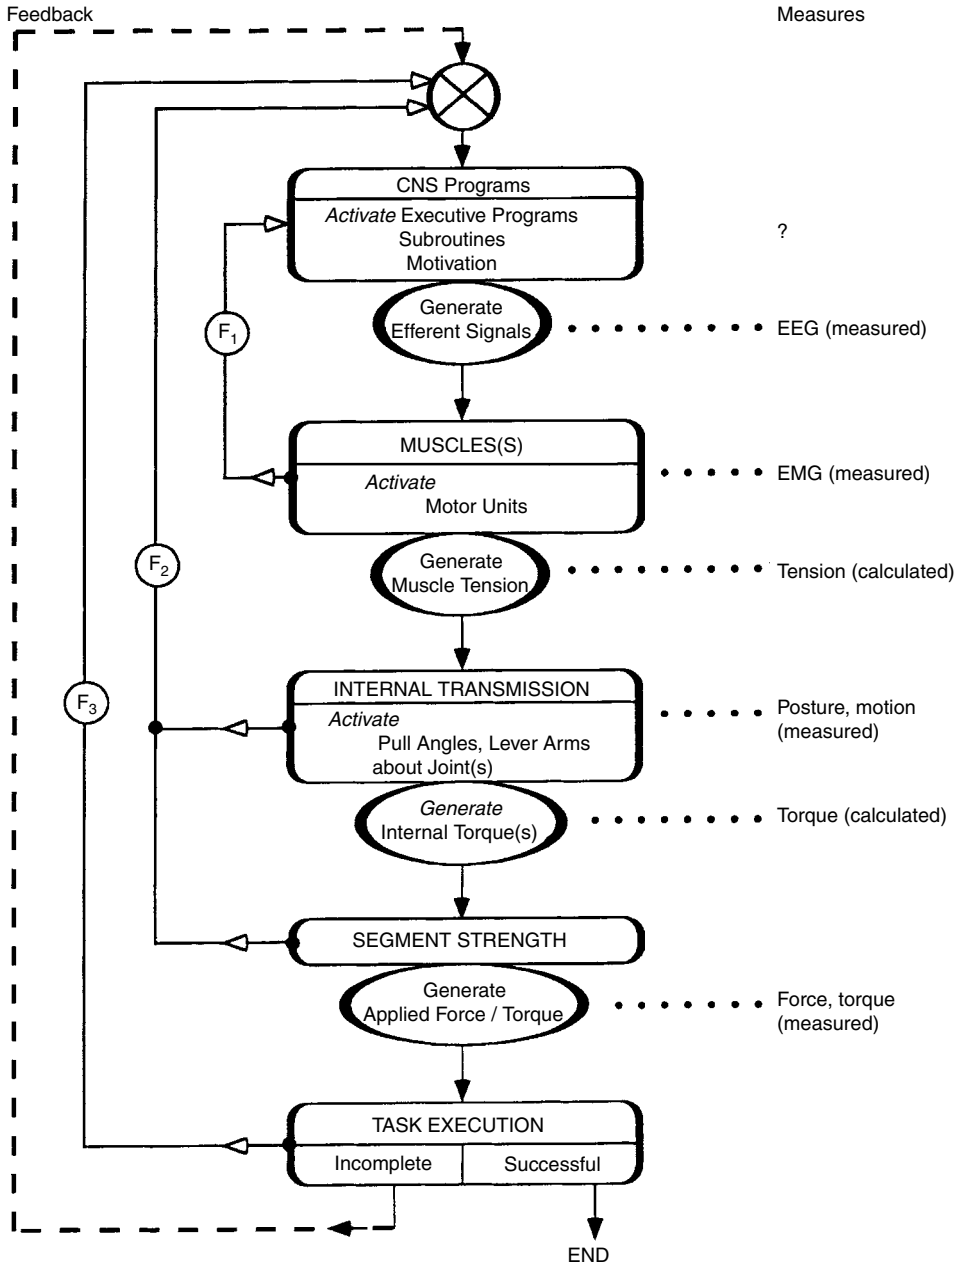 Feedback
Measures
CNS Programs
Activate Executive Programs
Subroutines
Motivation
?
Generate
Efferent Signals
EEG (measured)
F1
MUSCLES(S)
Activate
Motor Units
EMG (measured)
Generate
Muscle Tension
Tension (calculated)
F2
INTERNAL TRANSMISSION
Activate
Pull Angles, Lever Arms
about Joint(s)
Posture, motion
(measured)
F3
Generate
Internal Torque(s)
Torque (calculated)
SEGMENT STRENGTH
Generate
Applied Force / Torque
Force, torque
(measured)
TASK EXECUTION
Incomplete
Successful
END